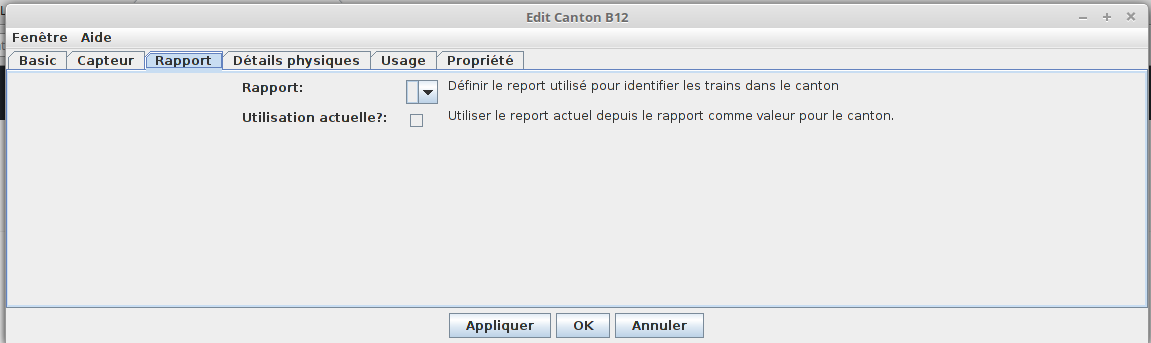 Edit Canton B12
Fenêtre Aide
Basic Capteur Rapport Détails physiques Usage Propriété
Rapport: Définir le report utilisé pour identifier les trains dans le canton
Utilisation actuelle?: Utiliser le report actuel depuis le rapport comme valeur pour le canton.
Appliquer OK Annuler